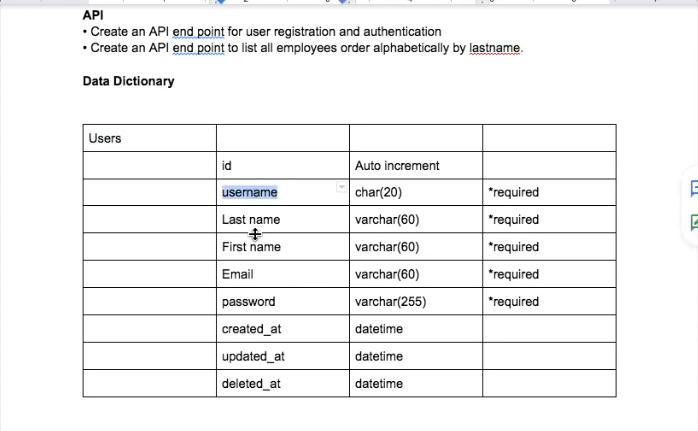 API
• Create an API end point for user registration and authentication
• Create an API end point to list all employees order alphabetically by lastname.
Data Dictionary
Users
id Auto increment
username char(20) *required
Last name varchar(60) *required
First name varchar(60) *required
Email varchar(60) *required
password varchar(255) *required
created_at datetime
updated_at datetime
deleted_at datetime